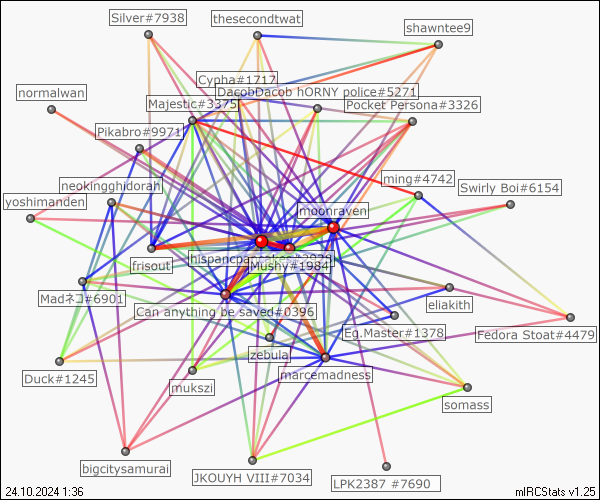 Silver#7938
thesecondtwat
shawntee9
Cypha#1717
normalwan
DacobDacob hORNY police#5271
Majestic#3375
Pocket Persona#3326
Pikabro#9971
ming#4742
neokingghidorah
Swirly Boi#6154
yoshimanden
moonraven
frisout
Mushy#1984
Madネコ#6901
eliakith
Can anything be saved#0396
Eg.Master#1378
Fedora Stoat#4479
zebula
Duck#1245
marcemadness
mukszi
somass
bigcitysamurai
JKOUYH VIII#7034
LPK2387 #7690
24.10.2024 1:36
mIRCStats v1.25